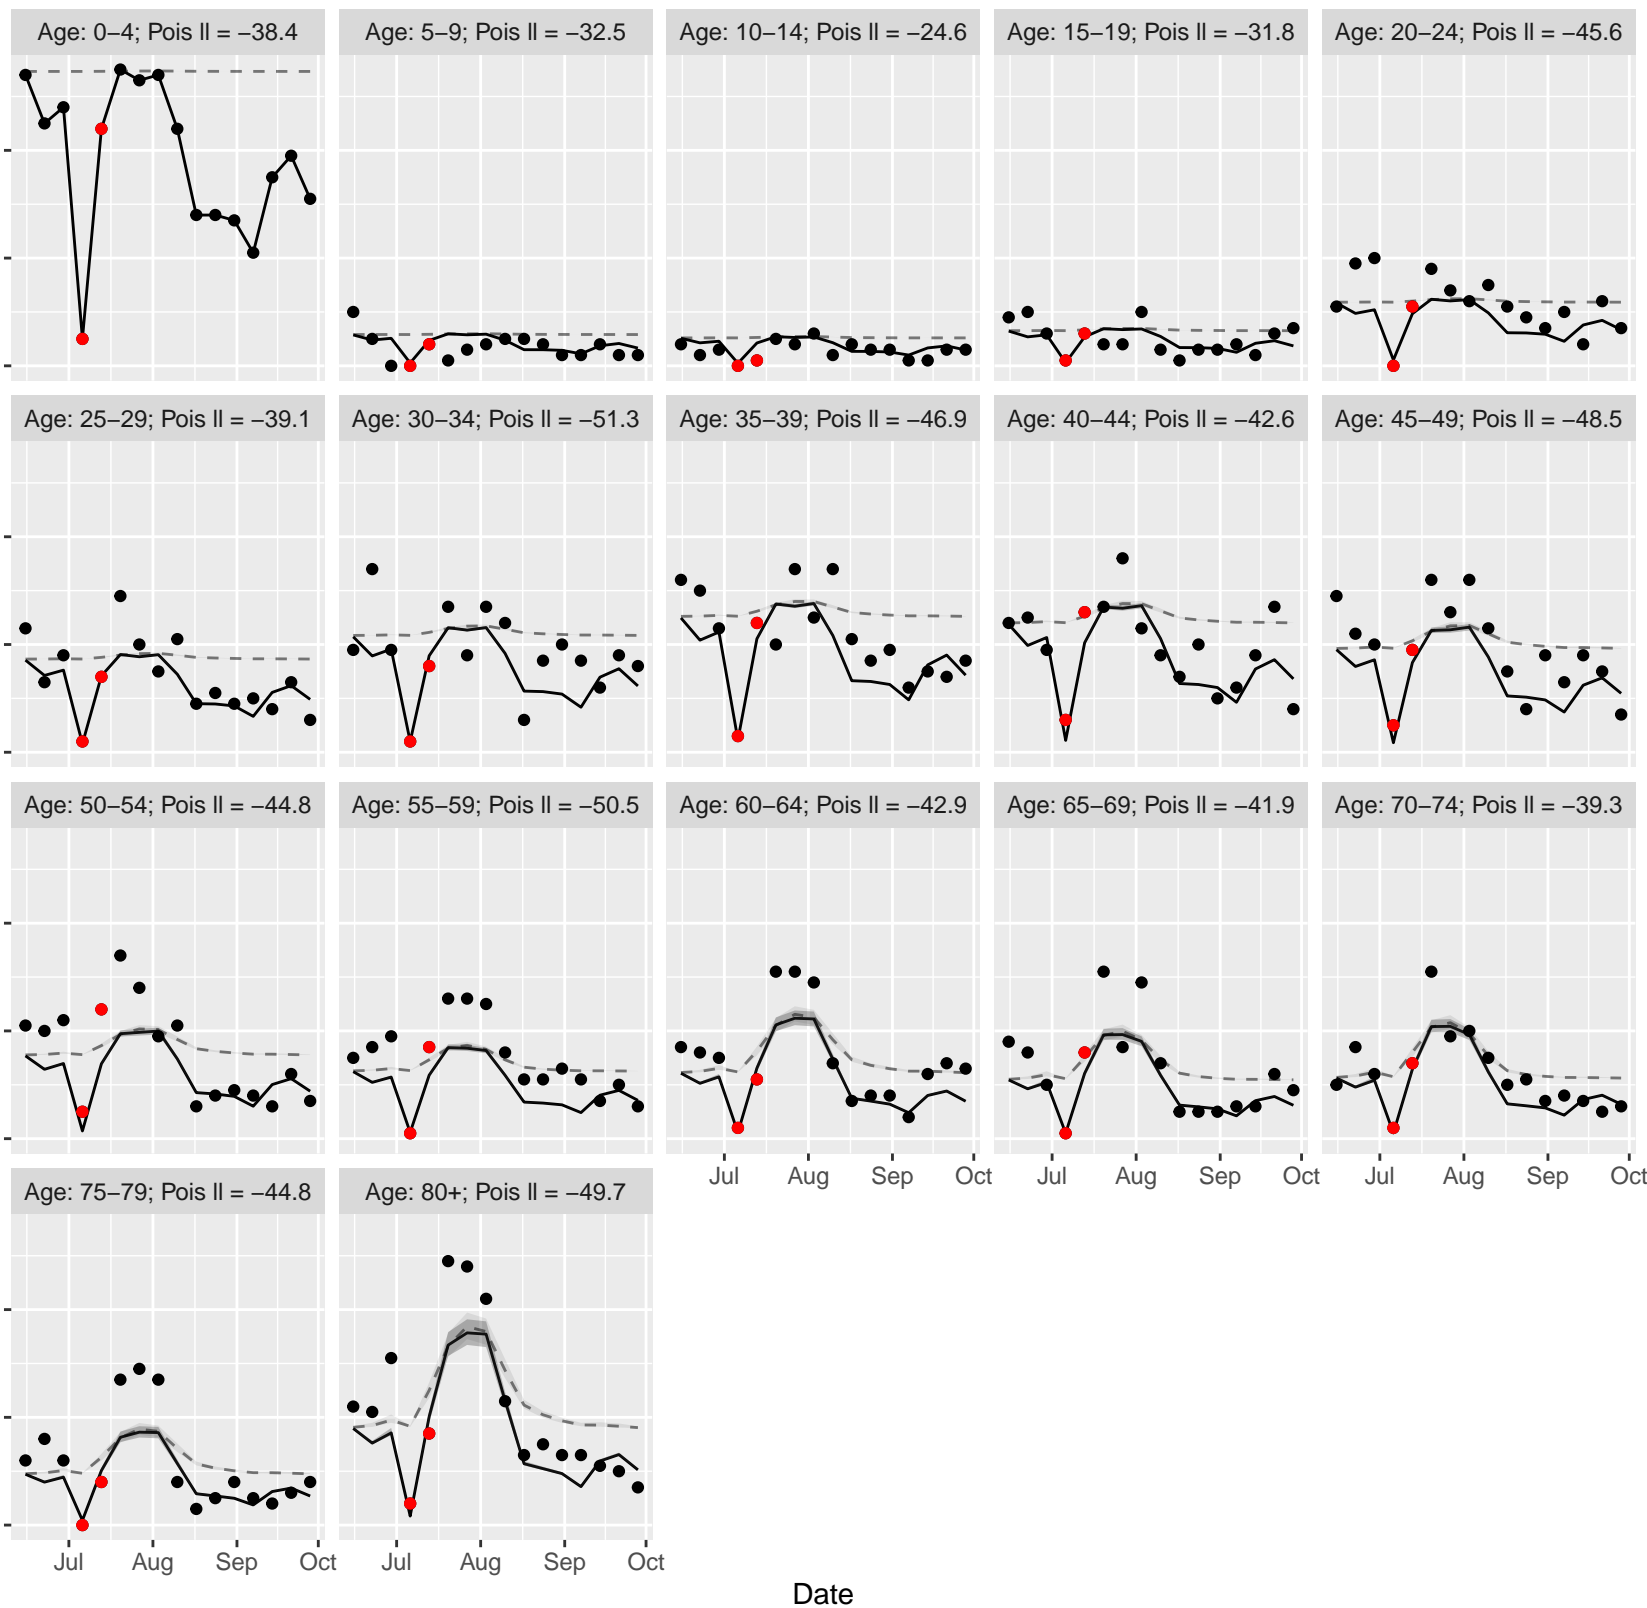 Age: 0−4; Pois ll = −38.4
Age: 5−9; Pois ll = −32.5
Age: 10−14; Pois ll = −24.6
Age: 15−19; Pois ll = −31.8
Age: 20−24; Pois ll = −45.6
Age: 25−29; Pois ll = −39.1
Age: 30−34; Pois ll = −51.3
Age: 35−39; Pois ll = −46.9
Age: 40−44; Pois ll = −42.6
Age: 45−49; Pois ll = −48.5
Age: 50−54; Pois ll = −44.8
Age: 55−59; Pois ll = −50.5
Age: 60−64; Pois ll = −42.9
Age: 65−69; Pois ll = −41.9
Age: 70−74; Pois ll = −39.3
Jul Aug Sep Oct
Jul Aug Sep Oct
Jul Aug Sep Oct
Age: 75−79; Pois ll = −44.8
Age: 80+; Pois ll = −49.7
Jul Aug Sep Oct
Jul Aug Sep Oct
Date